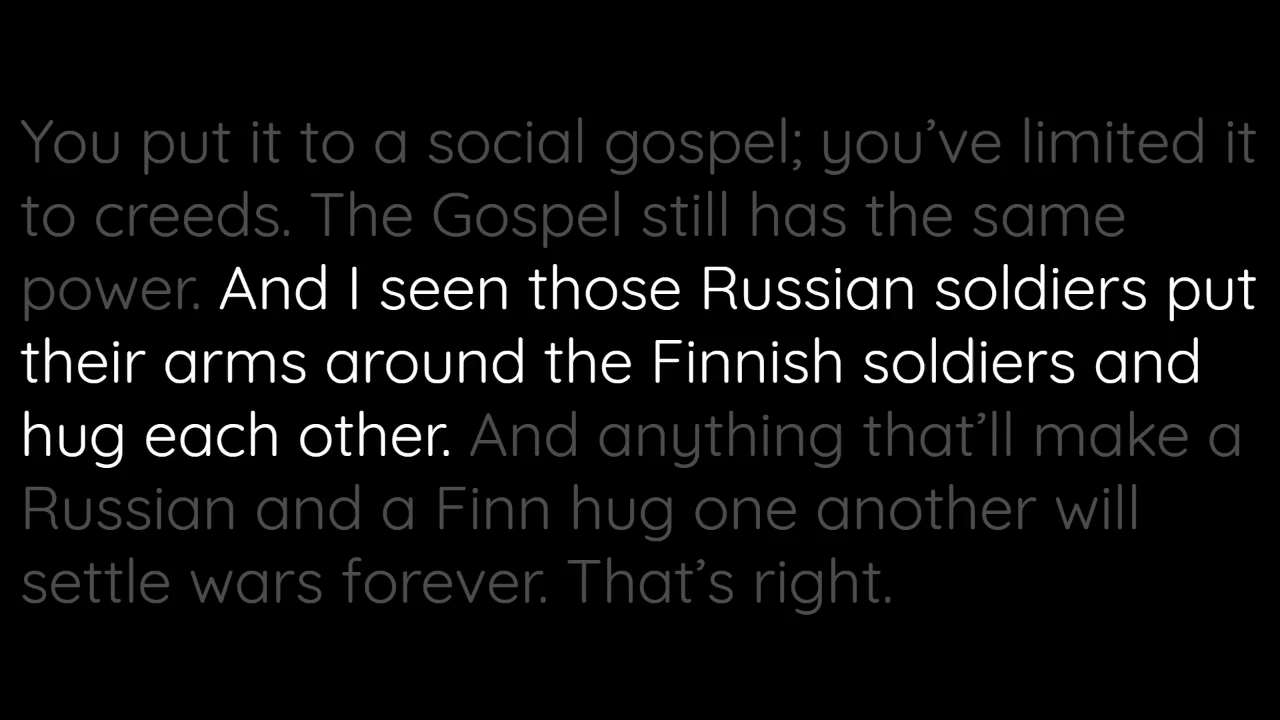 You put it to a social gospel; you’ve limited it
to creeds. The Gospel still has the same
power. And I seen those Russian soldiers put
their arms around the Finnish soldiers and
hug each other. And anything that’ll make a
Russian and a Finn hug one another will
settle wars forever. That’s right.